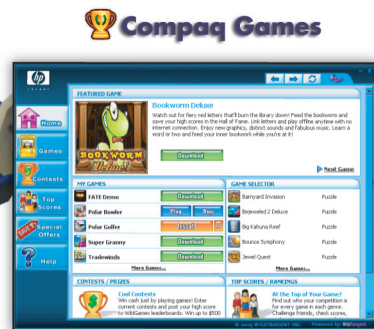 Compaq Games
hp
invent
Home
Games
Contests
Top Scores
Special Offers
Help
FEATURED GAME
BOOKWORM
Deluxe
Bookworm Deluxe
Watch out for fiery red letters that'll burn the library down! Feed the bookworm and
save your high scores in the Hall of Fame. Link letters and play offline anytime with no
internet connection. Enjoy new graphics, distinct sounds and fabulous music. Learn a
word or two and feed your inner bookworm while you're at it!
Download
Next Game
MY GAMES
FATE Demo Download
Polar Bowler Play Buy
Polar Golfer Install
Super Granny Download
Tradewinds Download
More Games...
GAME SELECTOR
Barnyard Invasion Puzzle
Bejeweled 2 Deluxe Puzzle
Big Kahuna Reef Puzzle
Bounce Symphony Puzzle
Jewel Quest Puzzle
More Games...
CONTESTS / PRIZES
Cool Contests
Win cash just by playing games! Enter
current contests and post your high score
to WildGames leaderboards. Win up to $500
TOP SCORES / RANKINGS
At the Top of Your Game?
Find out who your competition is
for every game in each genre.
Challenge friends, check scores,
© 2005 WILDTANGENT INC. Powered by